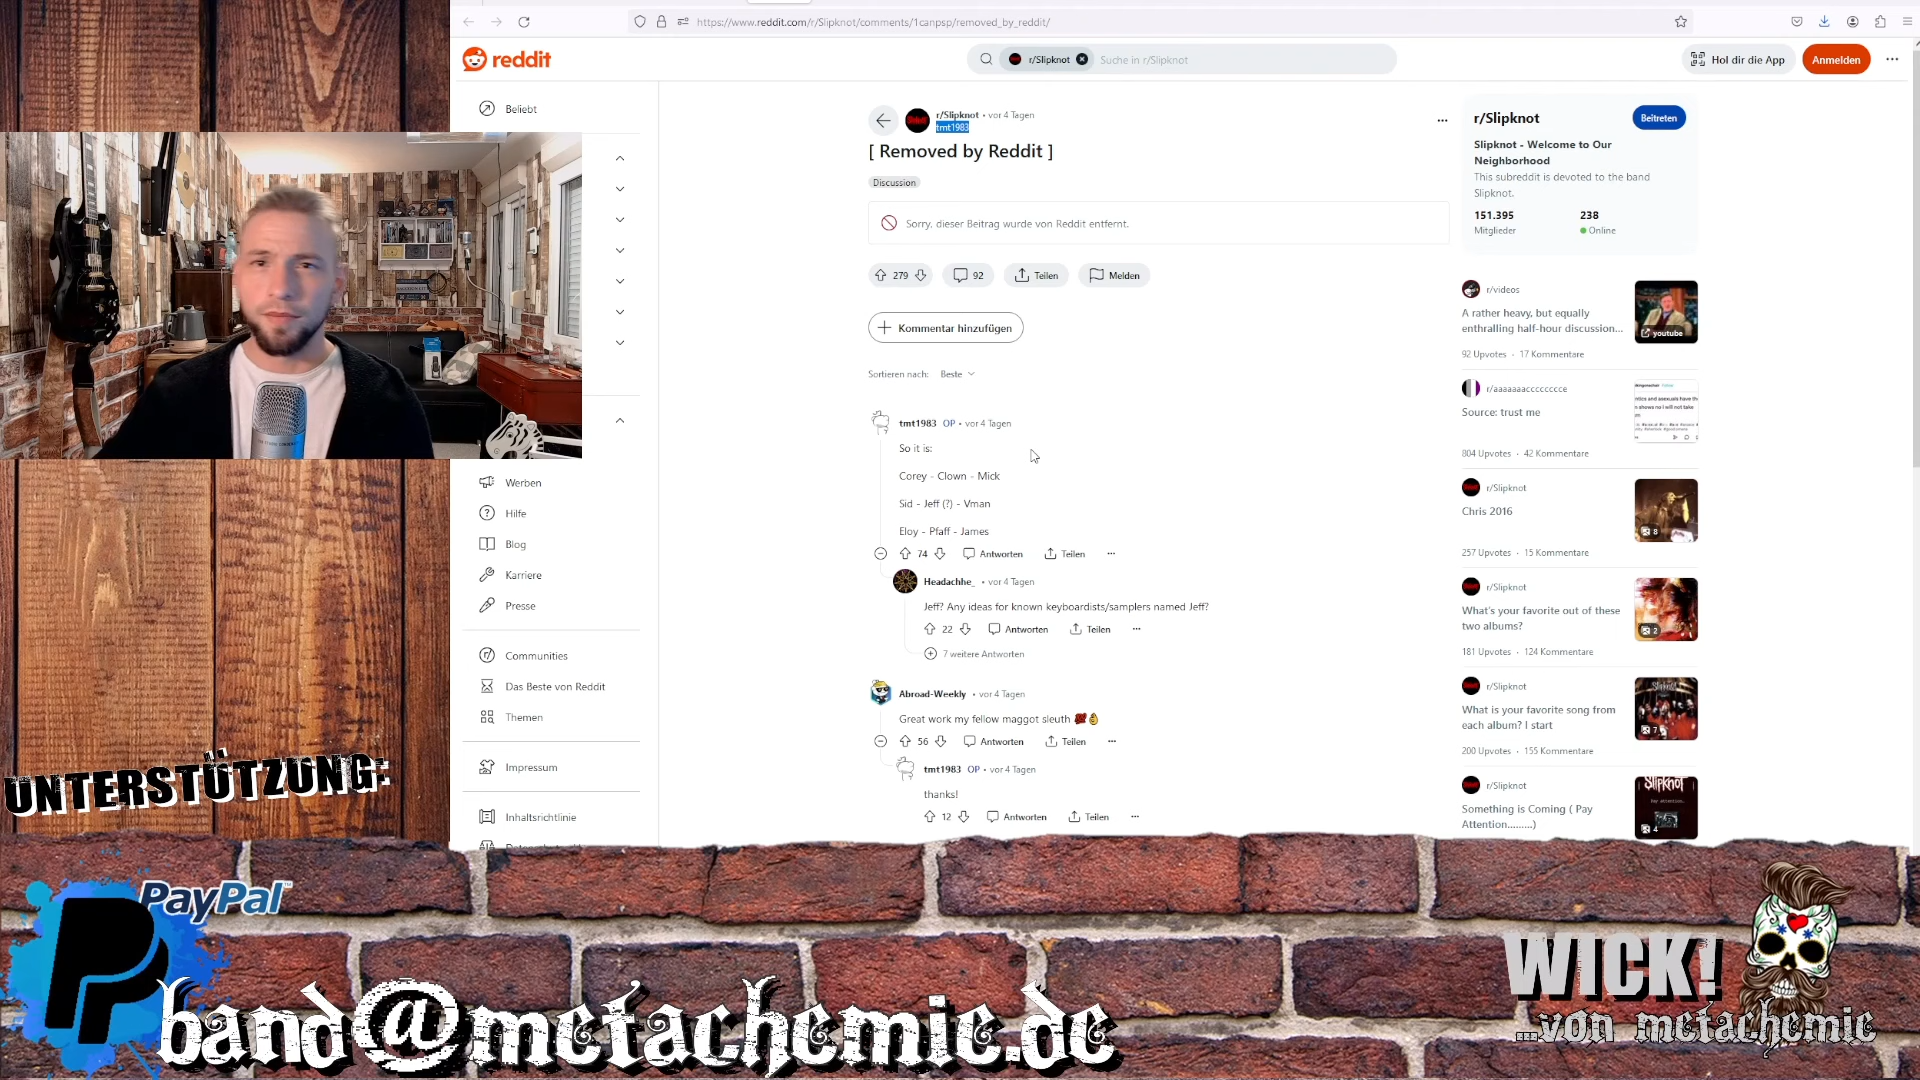 https://www.reddit.com/r/Slipknot/comments/1canpsp/removed_by_reddit/
reddit
r/Slipknot
Suche in r/Slipknot
Hol dir die App
Anmelden
Beliebt
Werben
Hilfe
Blog
Karriere
Presse
Communities
Das Beste von Reddit
Themen
Impressum
Inhaltsrichtlinie
r/Slipknot • vor 4 Tagen
tmt1983
[ Removed by Reddit ]
Discussion
Sorry, dieser Beitrag wurde von Reddit entfernt.
279
92
Teilen
Melden
Kommentar hinzufügen
Sortieren nach: Beste
tmt1983 OP • vor 4 Tagen
So it is:
Corey - Clown - Mick
Sid - Jeff (?) - Vman
Eloy - Pfaff - James
74 Antworten Teilen
Headachhe_ • vor 4 Tagen
Jeff? Any ideas for known keyboardists/samplers named Jeff?
22 Antworten Teilen
7 weitere Antworten
Abroad-Weekly • vor 4 Tagen
Great work my fellow maggot sleuth
56 Antworten Teilen
tmt1983 OP • vor 4 Tagen
thanks!
12 Antworten Teilen
r/Slipknot
Beitreten
Slipknot - Welcome to Our
Neighborhood
This subreddit is devoted to the band
Slipknot.
151.395 238
Mitglieder Online
r/videos
A rather heavy, but equally
enthralling half-hour discussion...
youtube
92 Upvotes · 17 Kommentare
r/aaaaaaacccccccce
Source: trust me
804 Upvotes · 42 Kommentare
r/Slipknot
Chris 2016
8
257 Upvotes · 15 Kommentare
r/Slipknot
What's your favorite out of these
two albums?
2
181 Upvotes · 124 Kommentare
r/Slipknot
What is your favorite song from
each album? I start
7
200 Upvotes · 155 Kommentare
r/Slipknot
Something is Coming ( Pay
Attention.........)
SLIPKNOT
4
UNTERSTÜTZUNG:
PayPal
band@metachemie.de
WICK!
...von metachemie